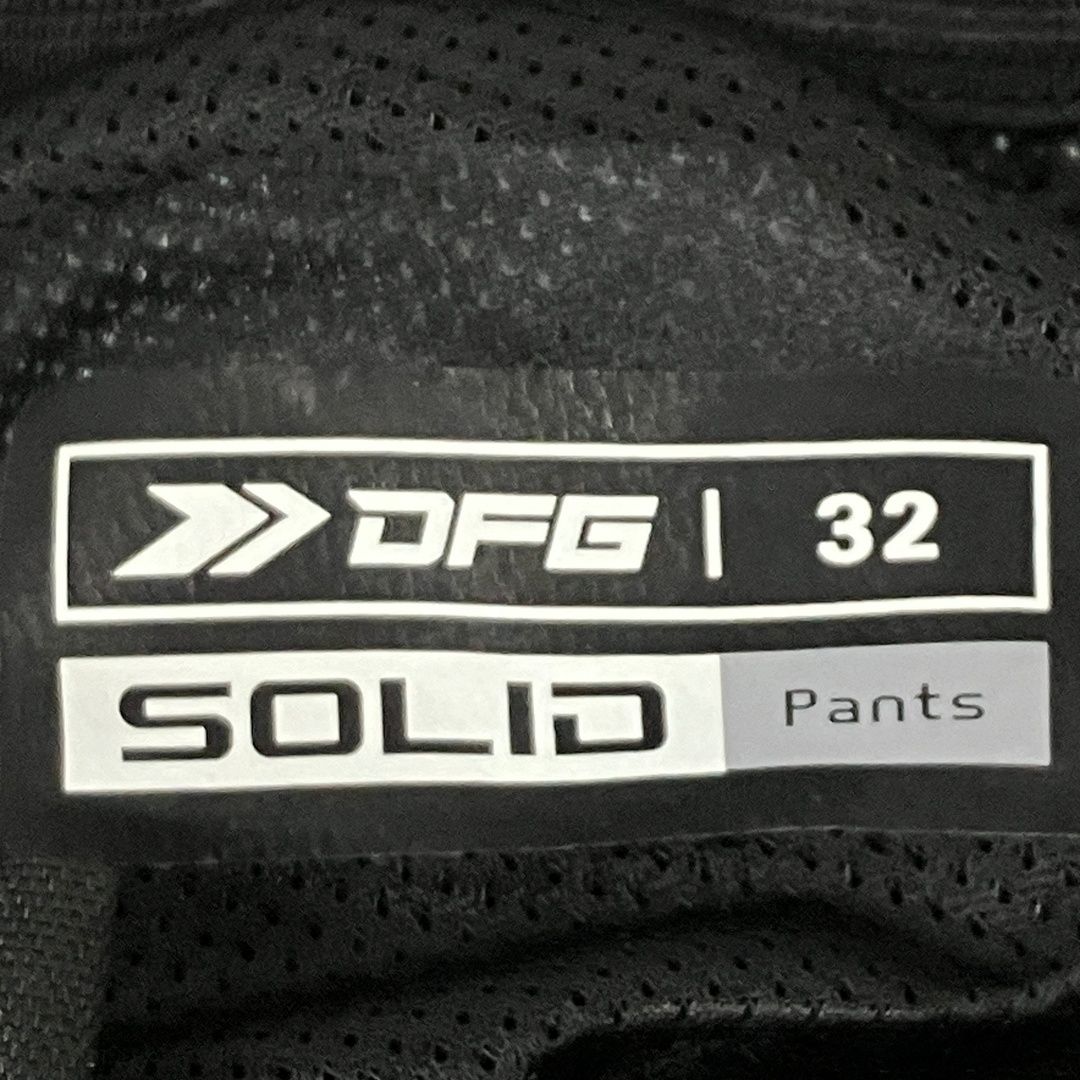 DFG | 32
SOLID Pants